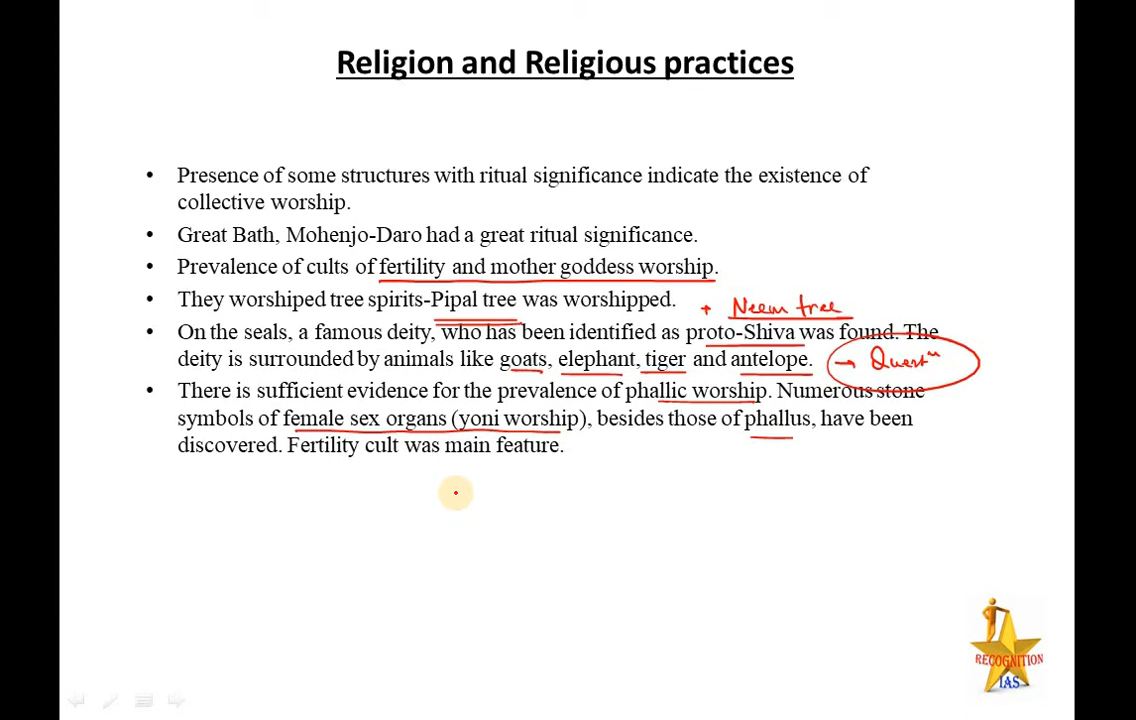 Religion and Religious practices
• Presence of some structures with ritual significance indicate the existence of
collective worship.
• Great Bath, Mohenjo-Daro had a great ritual significance.
• Prevalence of cults of fertility and mother goddess worship.
• They worshiped tree spirits-Pipal tree was worshipped. + Neem tree
• On the seals, a famous deity, who has been identified as proto-Shiva was found. The
deity is surrounded by animals like goats, elephant, tiger and antelope. → Questⁿ
• There is sufficient evidence for the prevalence of phallic worship. Numerous stone
symbols of female sex organs (yoni worship), besides those of phallus, have been
discovered. Fertility cult was main feature.
RECOGNITION
IAS